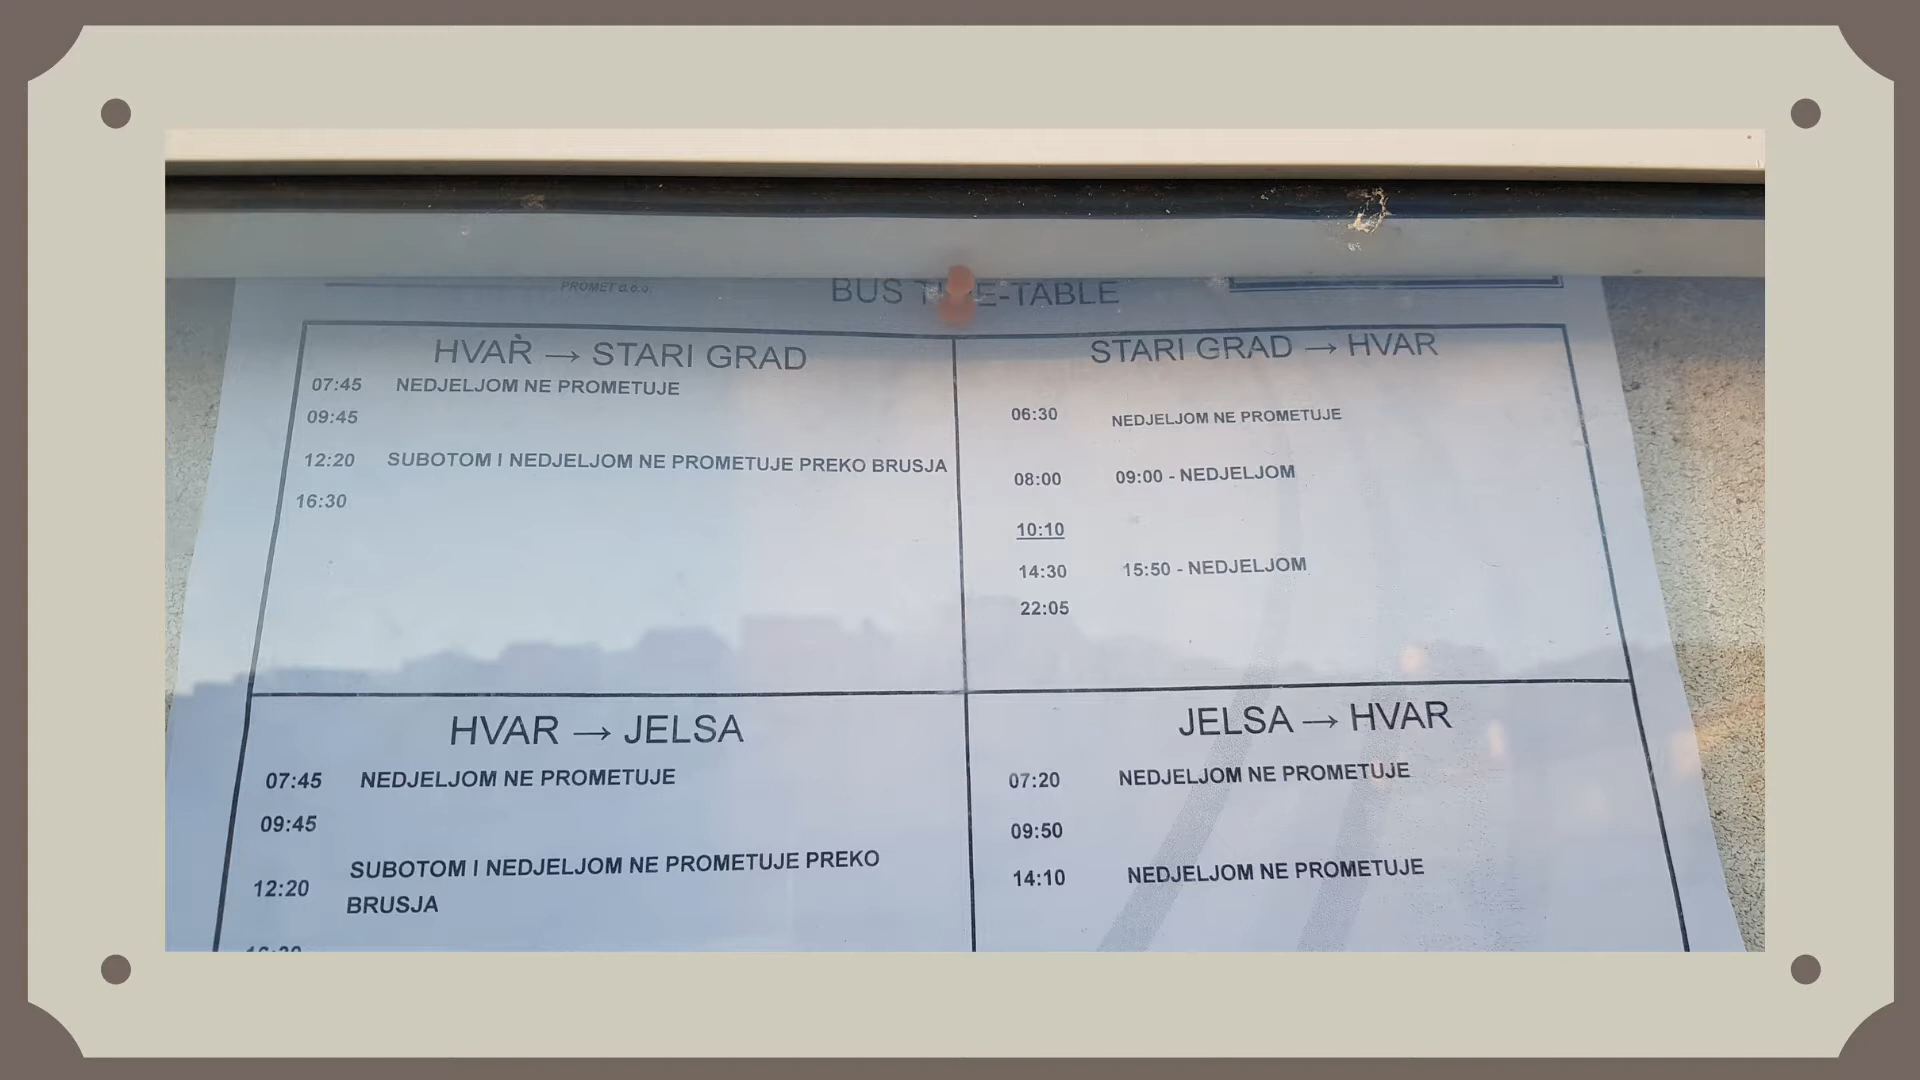 PROMET d.o.o.
BUS TIME-TABLE
HVAR → STARI GRAD
07:45 NEDJELJOM NE PROMETUJE
09:45
12:20 SUBOTOM I NEDJELJOM NE PROMETUJE PREKO BRUSJA
16:30
STARI GRAD → HVAR
06:30 NEDJELJOM NE PROMETUJE
08:00 09:00 - NEDJELJOM
10:10
14:30 15:50 - NEDJELJOM
22:05
HVAR → JELSA
07:45 NEDJELJOM NE PROMETUJE
09:45
12:20 SUBOTOM I NEDJELJOM NE PROMETUJE PREKO
BRUSJA
JELSA → HVAR
07:20 NEDJELJOM NE PROMETUJE
09:50
14:10 NEDJELJOM NE PROMETUJE